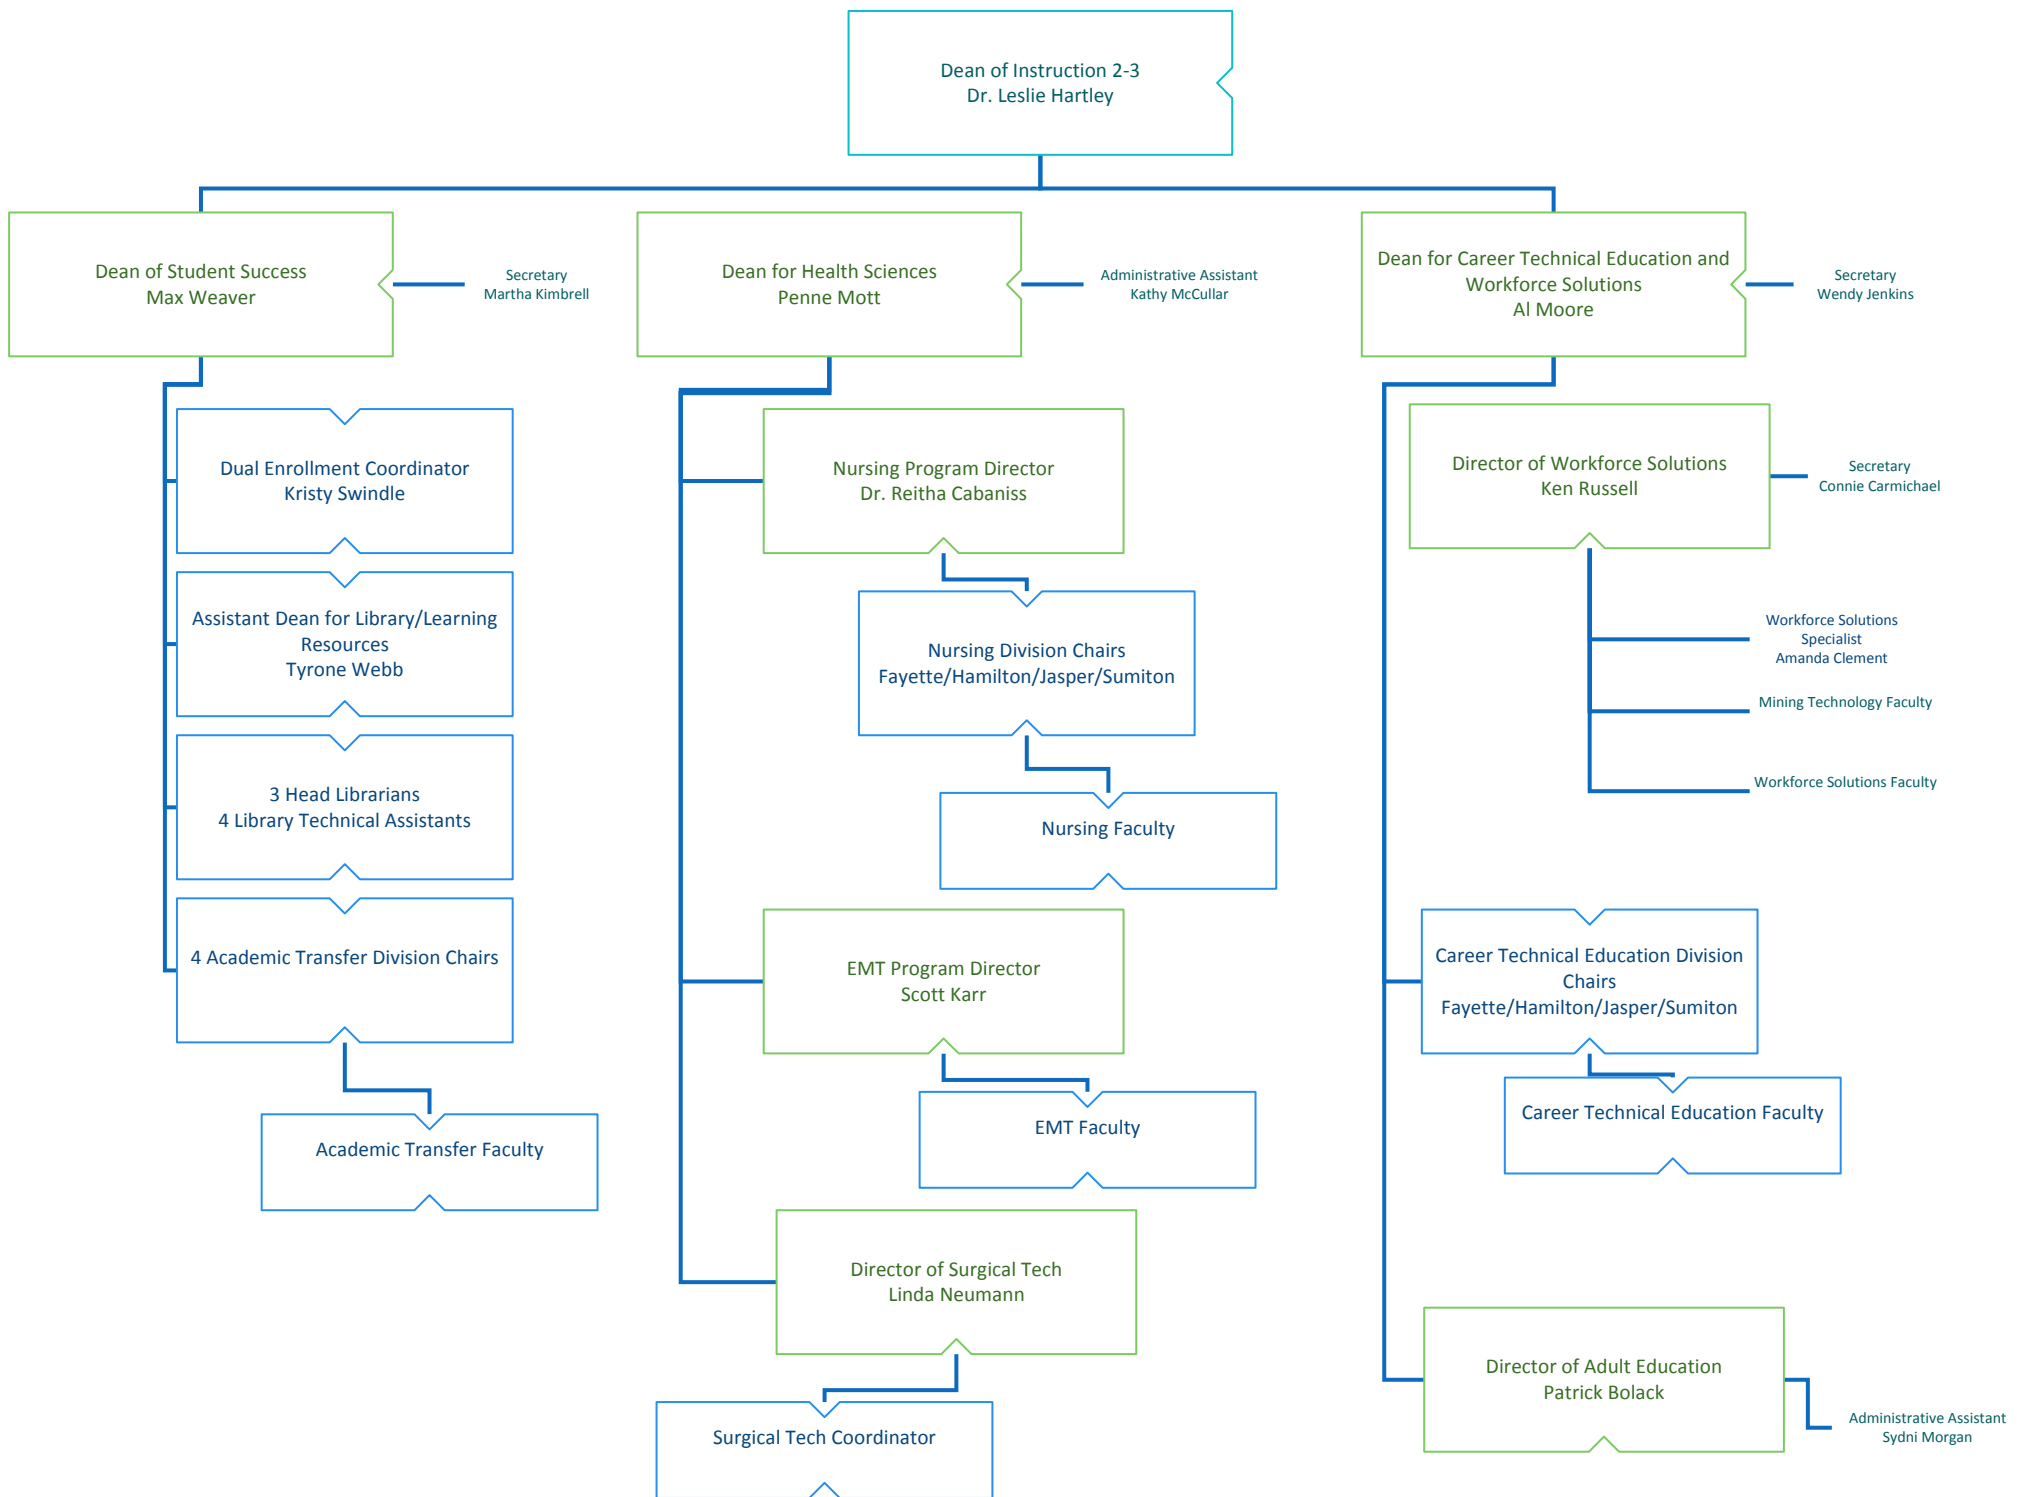 Dean of Instruction 2-3
Dr. Leslie Hartley
Dean of Student Success
Max Weaver
Secretary
Martha Kimbrell
Dean for Health Sciences
Penne Mott
Administrative Assistant
Kathy McCullar
Dean for Career Technical Education and
Workforce Solutions
Al Moore
Secretary
Wendy Jenkins
Dual Enrollment Coordinator
Kristy Swindle
Assistant Dean for Library/Learning
Resources
Tyrone Webb
3 Head Librarians
4 Library Technical Assistants
4 Academic Transfer Division Chairs
Academic Transfer Faculty
Nursing Program Director
Dr. Reitha Cabaniss
Nursing Division Chairs
Fayette/Hamilton/Jasper/Sumiton
Nursing Faculty
EMT Program Director
Scott Karr
EMT Faculty
Director of Surgical Tech
Linda Neumann
Surgical Tech Coordinator
Director of Workforce Solutions
Ken Russell
Secretary
Connie Carmichael
Workforce Solutions
Specialist
Amanda Clement
Mining Technology Faculty
Workforce Solutions Faculty
Career Technical Education Division
Chairs
Fayette/Hamilton/Jasper/Sumiton
Career Technical Education Faculty
Director of Adult Education
Patrick Bolack
Administrative Assistant
Sydni Morgan